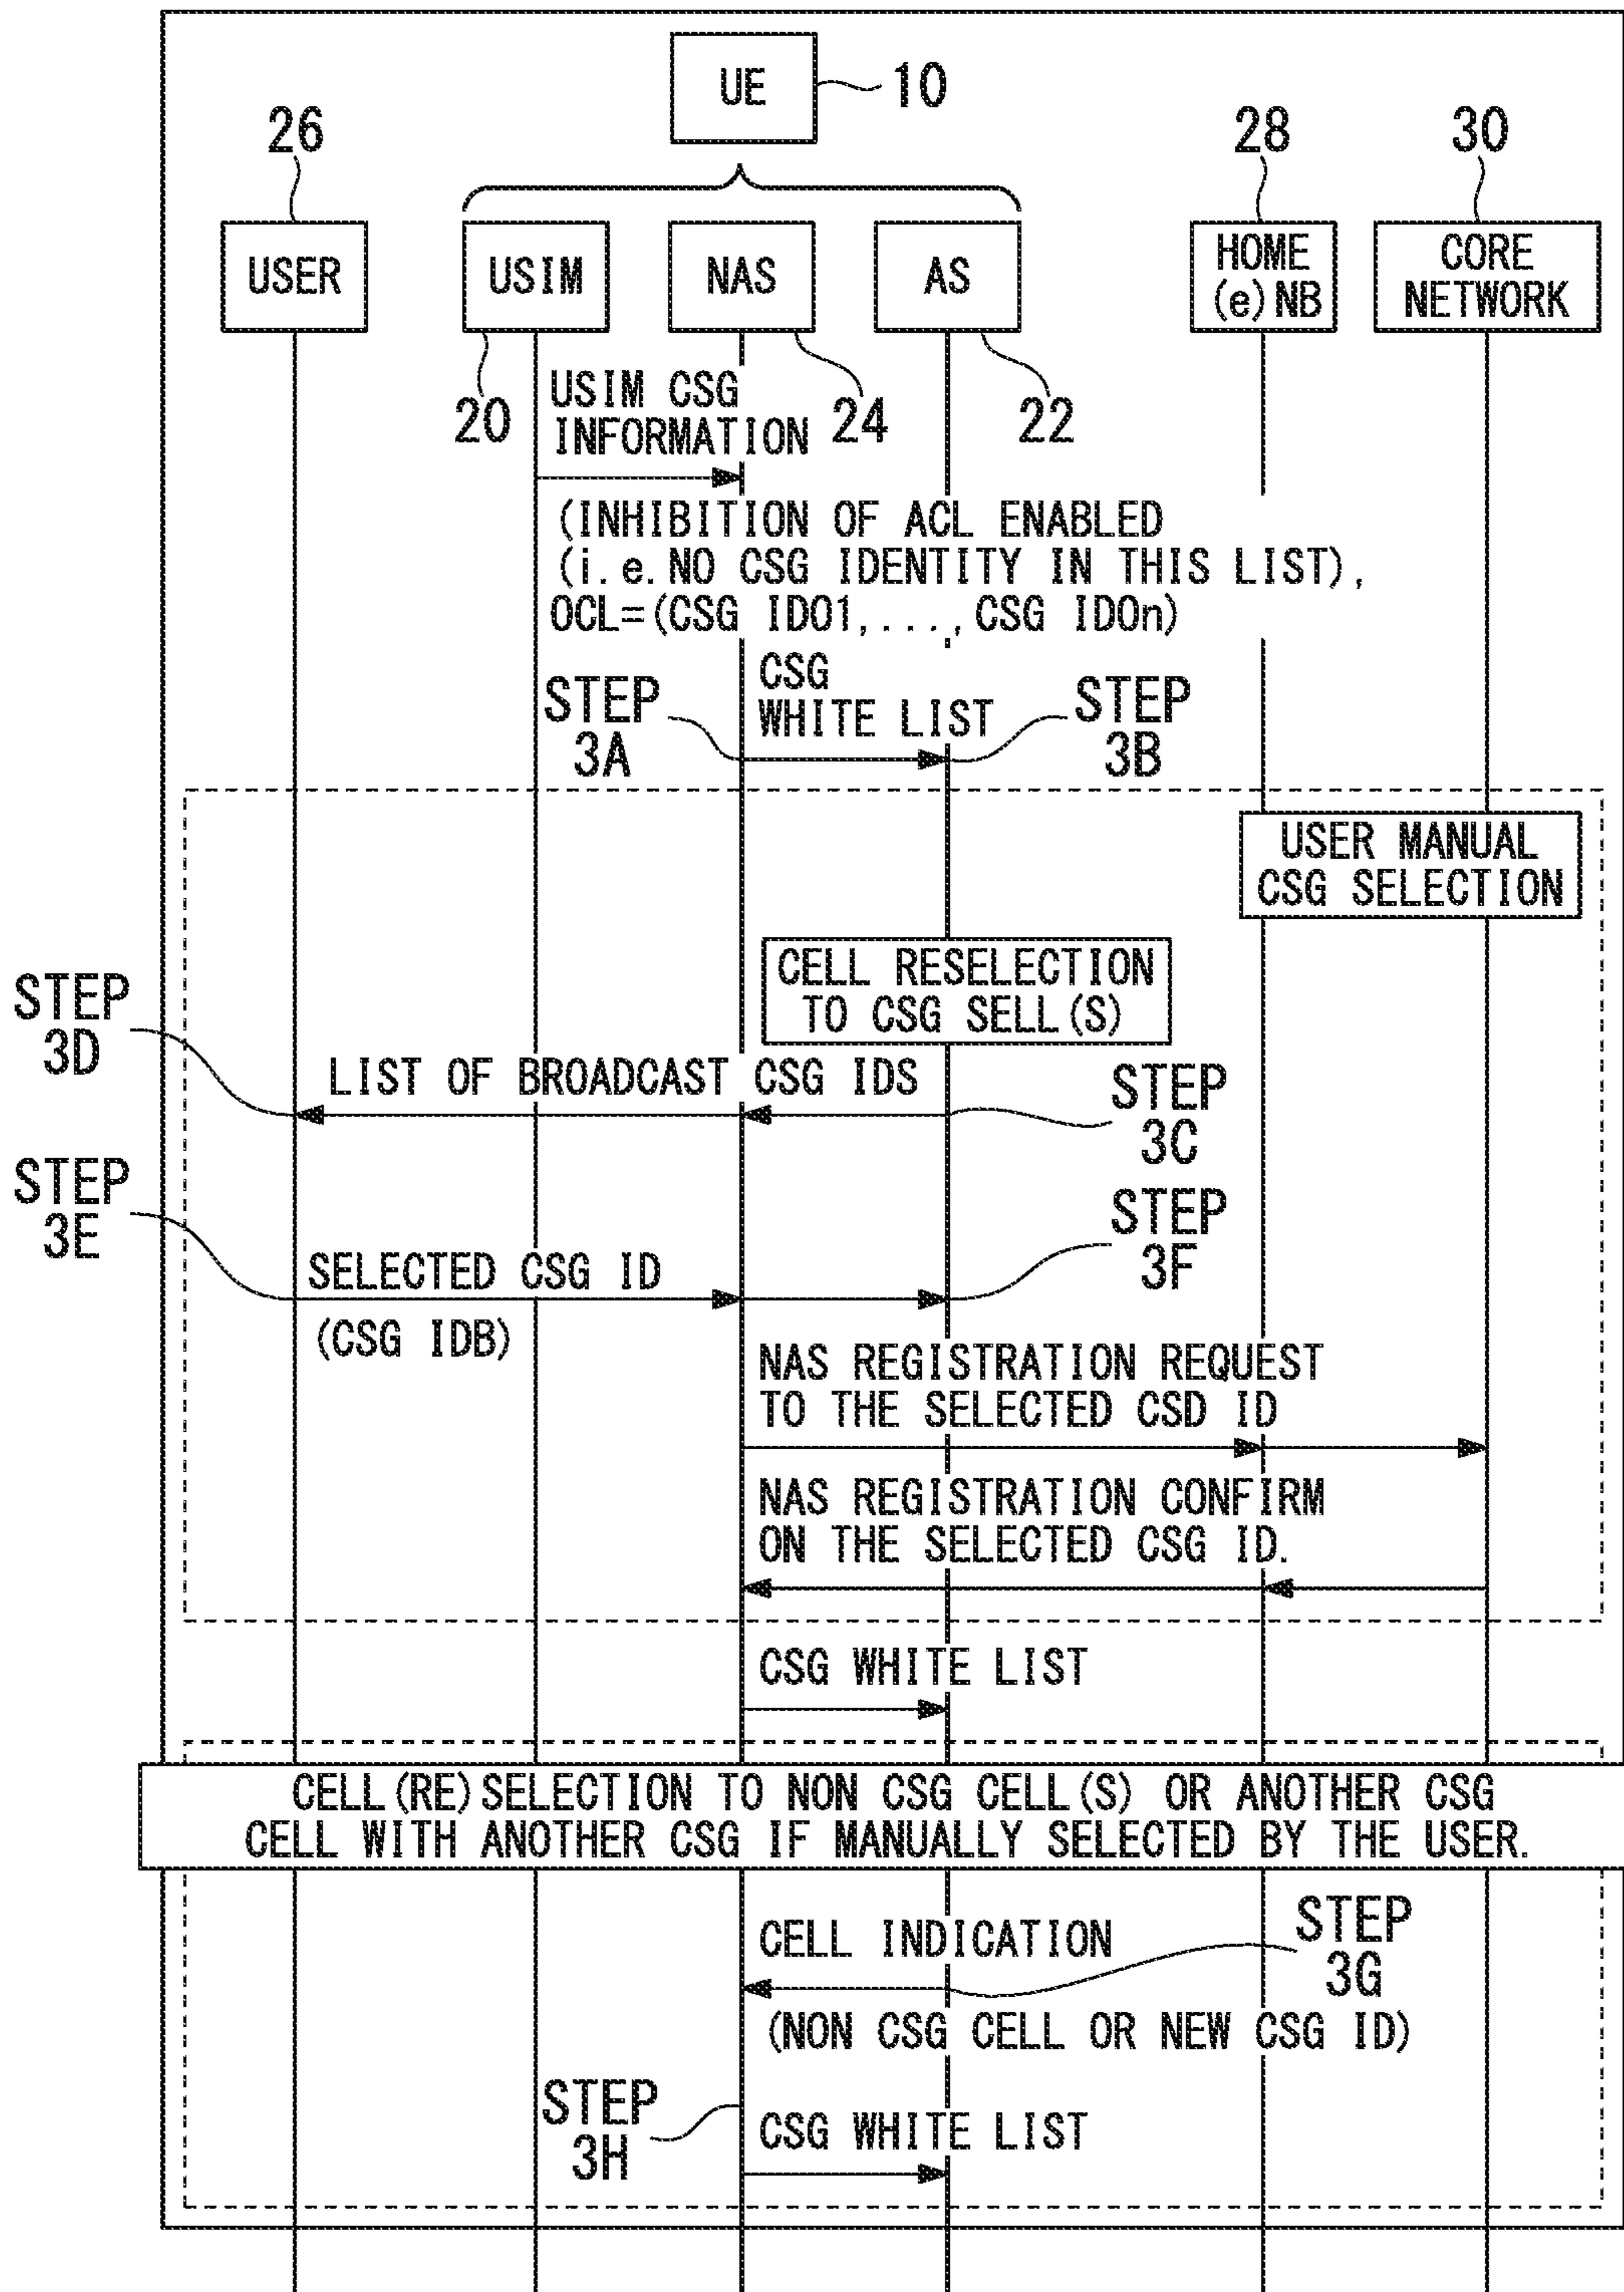 UE
10
26
28
30
USER
USIM
NAS
AS
HOME
(e)NB
CORE
NETWORK
20
24
22
USIM CSG
INFORMATION
(INHIBITION OF ACL ENABLED
(i.e.NO CSG IDENTITY IN THIS LIST),
OCL=(CSG IDO1,...,CSG IDOn)
CSG
WHITE LIST
STEP
3A
STEP
3B
USER MANUAL
CSG SELECTION
CELL RESELECTION
TO CSG SELL(S)
STEP
3D
LIST OF BROADCAST CSG IDS
STEP
3C
STEP
3E
SELECTED CSG ID
(CSG IDB)
STEP
3F
NAS REGISTRATION REQUEST
TO THE SELECTED CSD ID
NAS REGISTRATION CONFIRM
ON THE SELECTED CSG ID.
CSG WHITE LIST
CELL(RE)SELECTION TO NON CSG CELL(S) OR ANOTHER CSG
CELL WITH ANOTHER CSG IF MANUALLY SELECTED BY THE USER.
CELL INDICATION
STEP
3G
(NON CSG CELL OR NEW CSG ID)
STEP
3H
CSG WHITE LIST